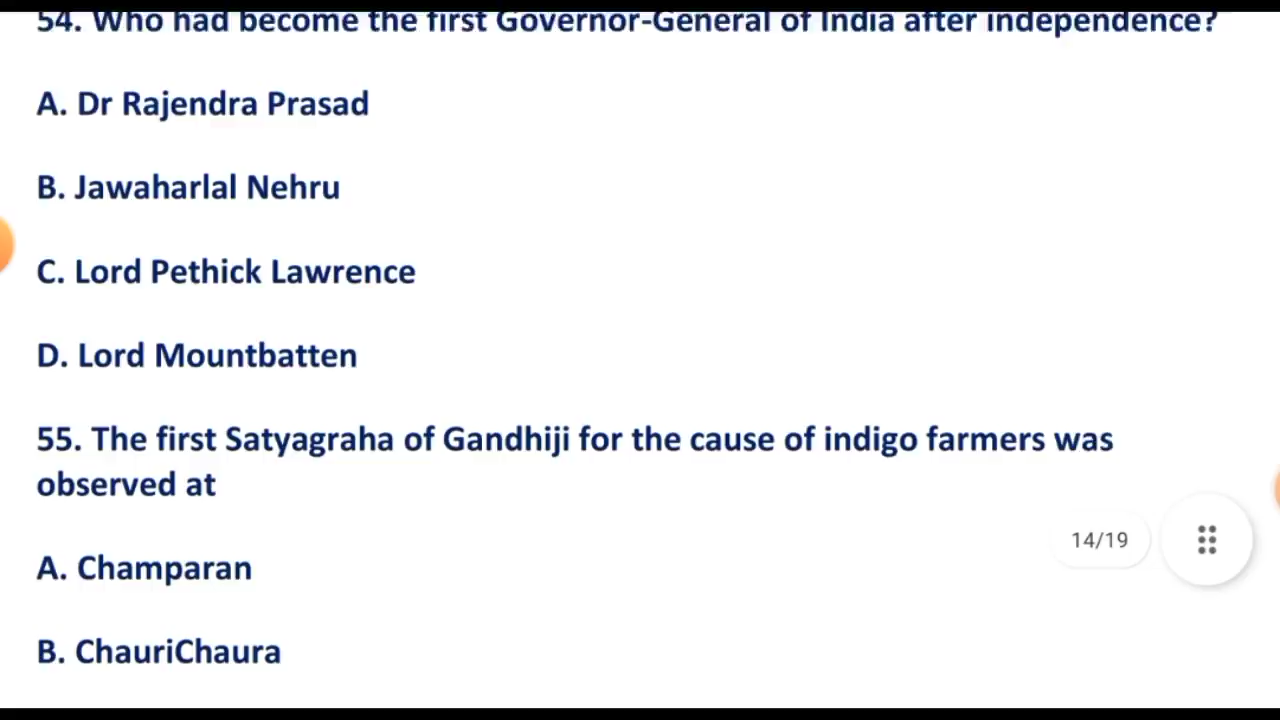 54. Who had become the first Governor-General of India after independence?
A. Dr Rajendra Prasad
B. Jawaharlal Nehru
C. Lord Pethick Lawrence
D. Lord Mountbatten
55. The first Satyagraha of Gandhiji for the cause of indigo farmers was
observed at
14/19
A. Champaran
B. ChauriChaura